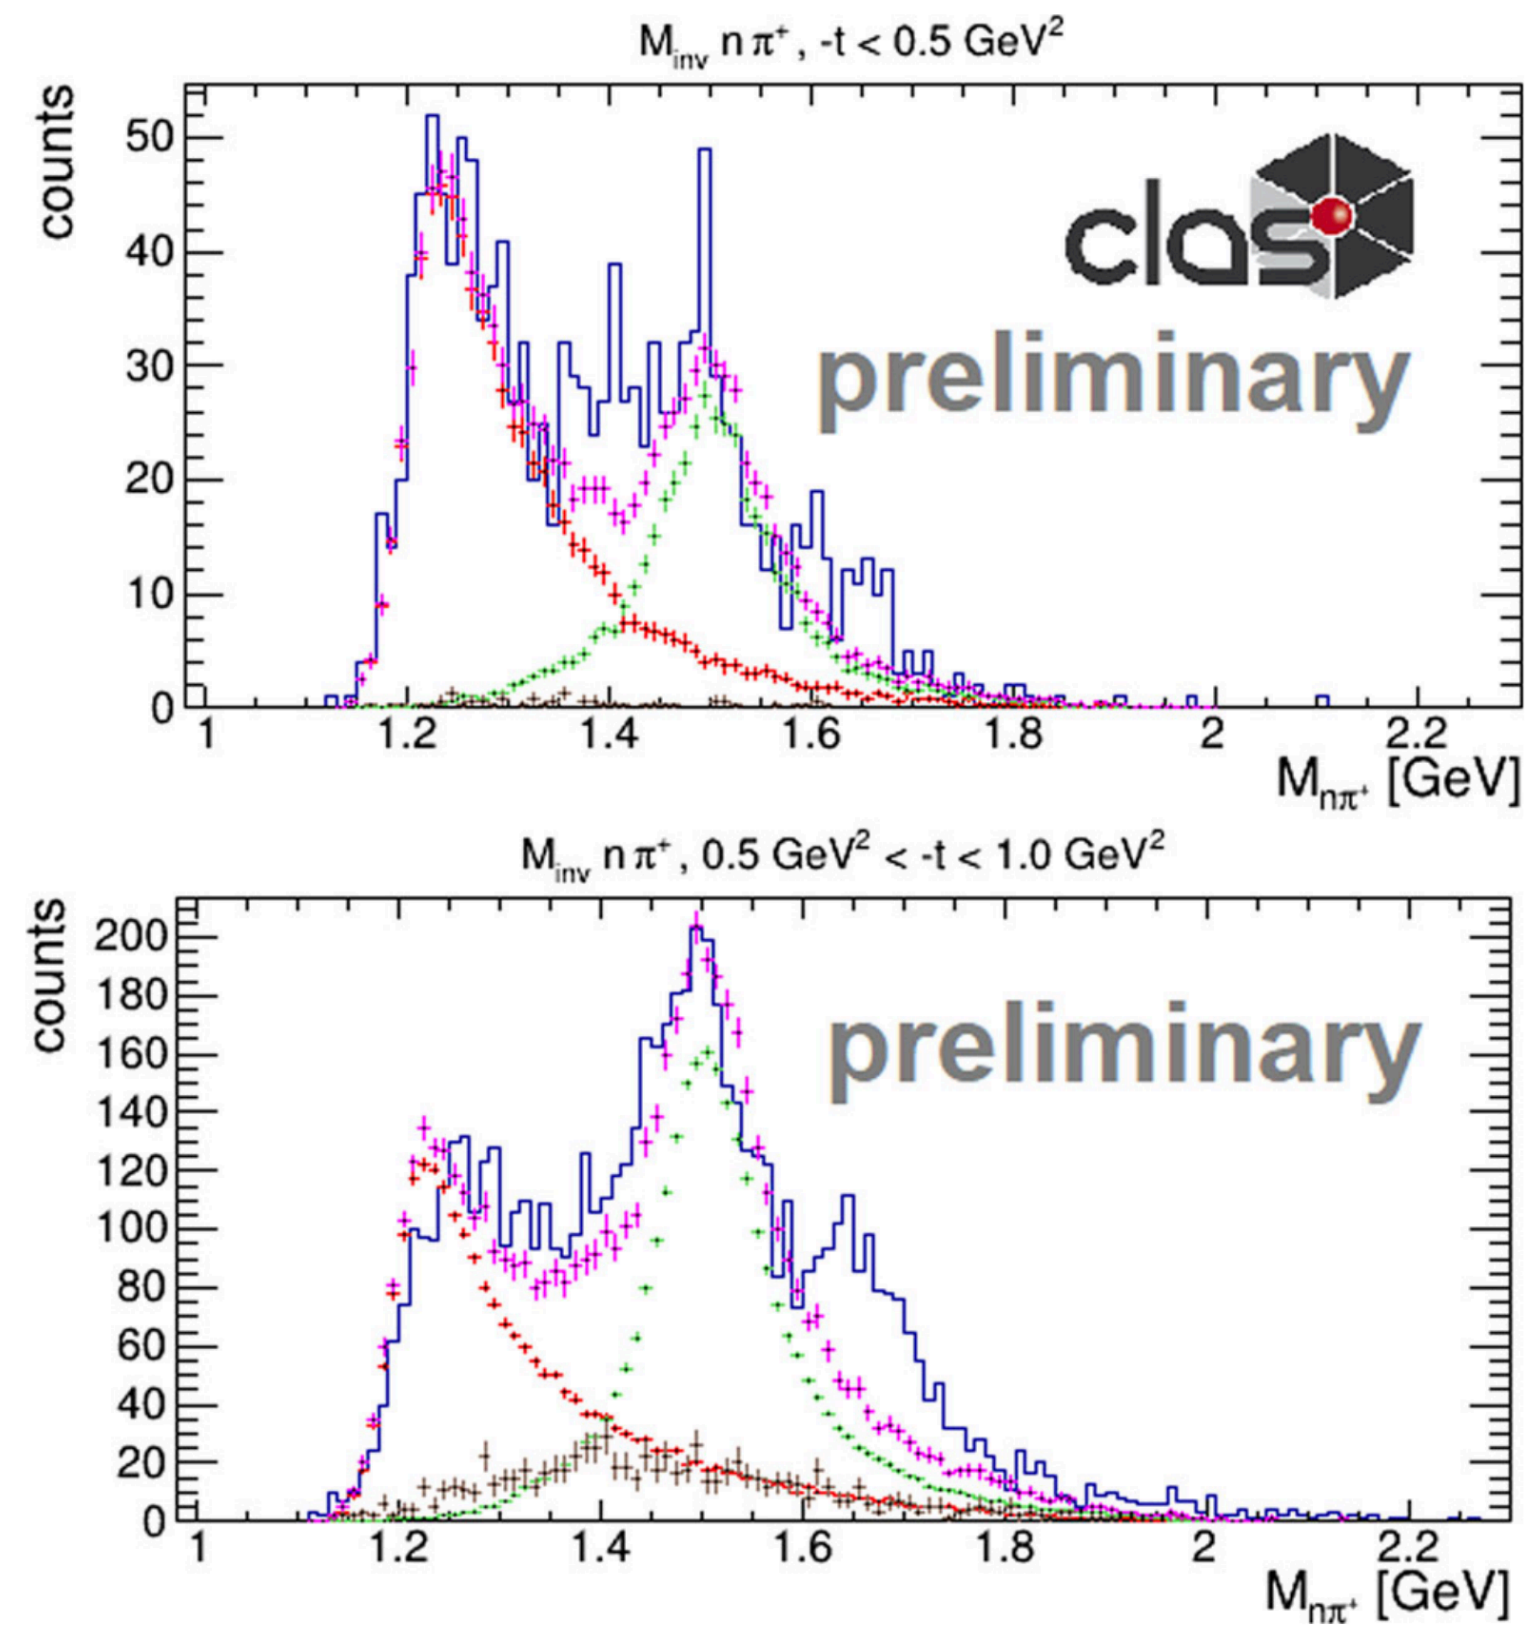 M_inv n π⁺ , -t < 0.5 GeV²
counts
50
40
30
20
10
0
clas
preliminary
1 1.2 1.4 1.6 1.8 2 2.2
M_nπ⁺ [GeV]
M_inv n π⁺ , 0.5 GeV² < -t < 1.0 GeV²
counts
200
180
160
140
120
100
80
60
40
20
0
preliminary
1 1.2 1.4 1.6 1.8 2 2.2
M_nπ⁺ [GeV]